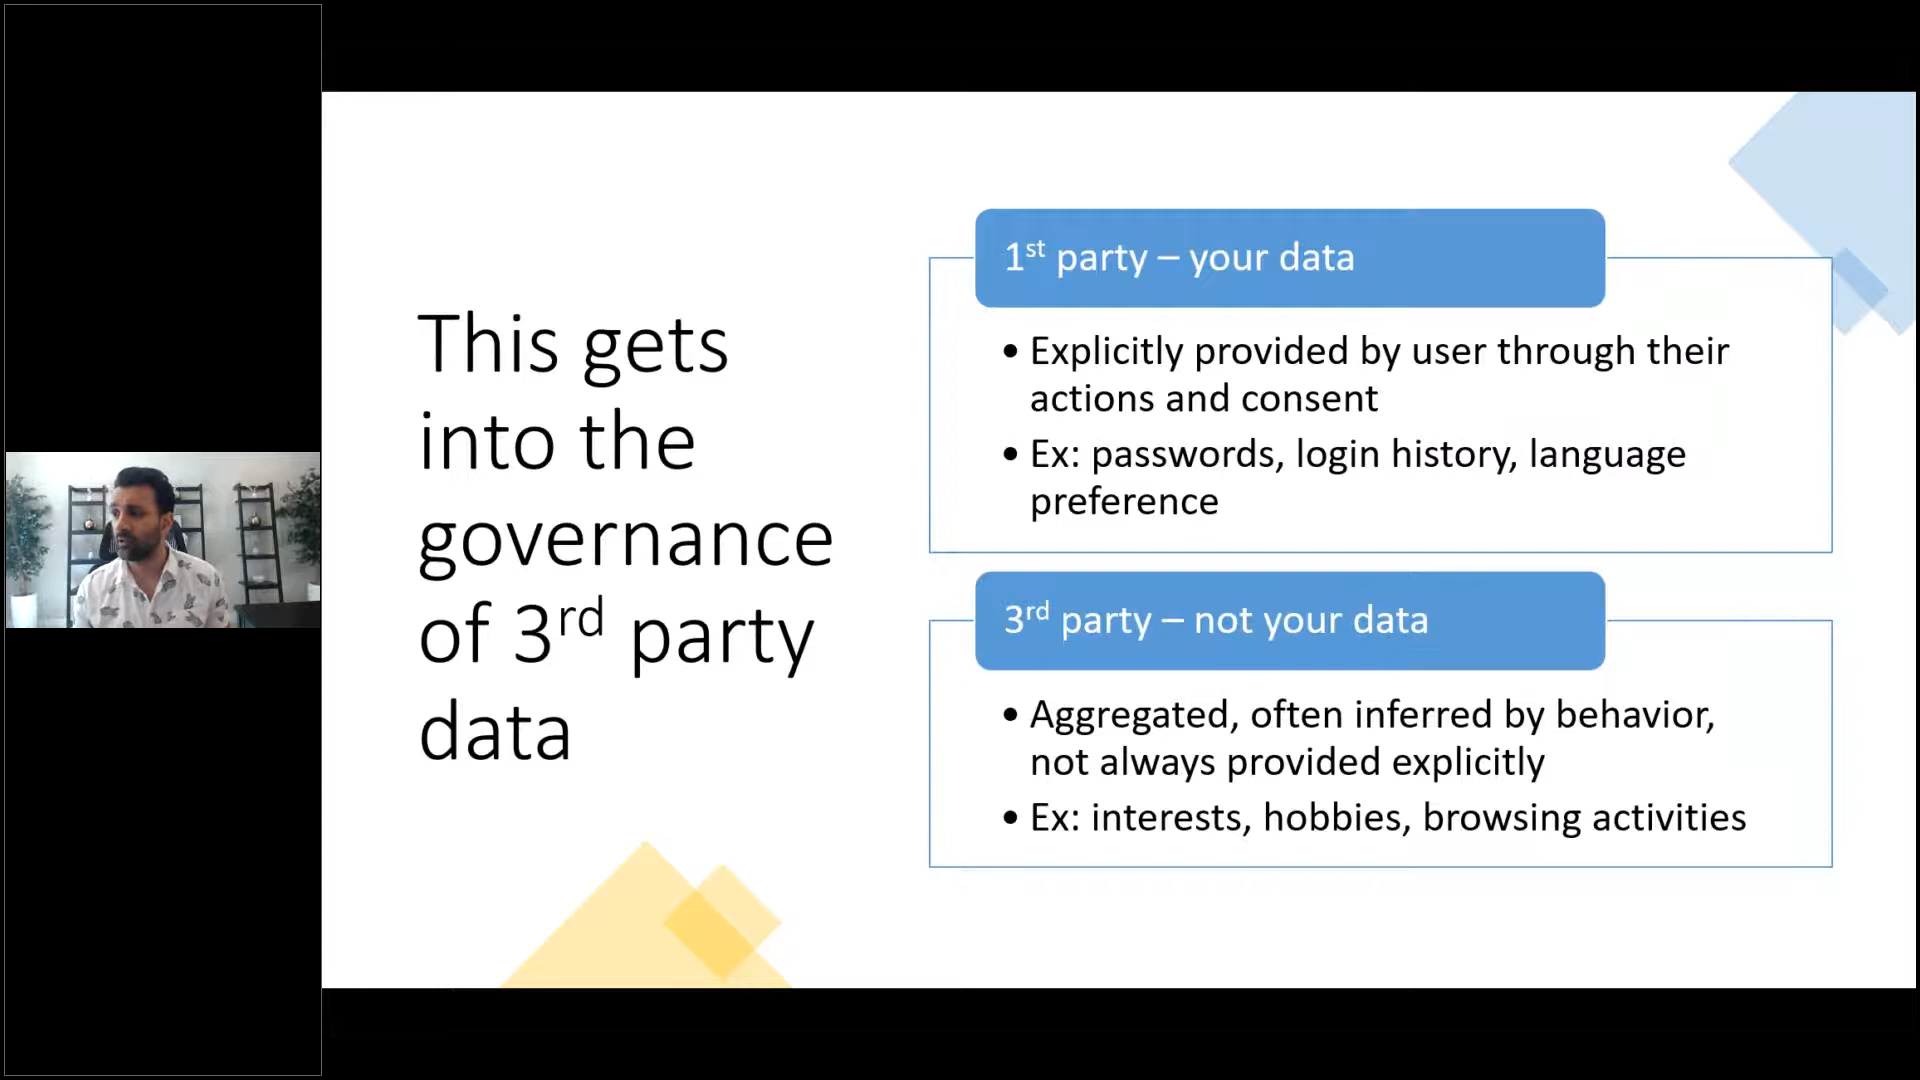 This gets
into the
governance
of 3rd party
data
1st party – your data
• Explicitly provided by user through their
actions and consent
• Ex: passwords, login history, language
preference
3rd party – not your data
• Aggregated, often inferred by behavior,
not always provided explicitly
• Ex: interests, hobbies, browsing activities